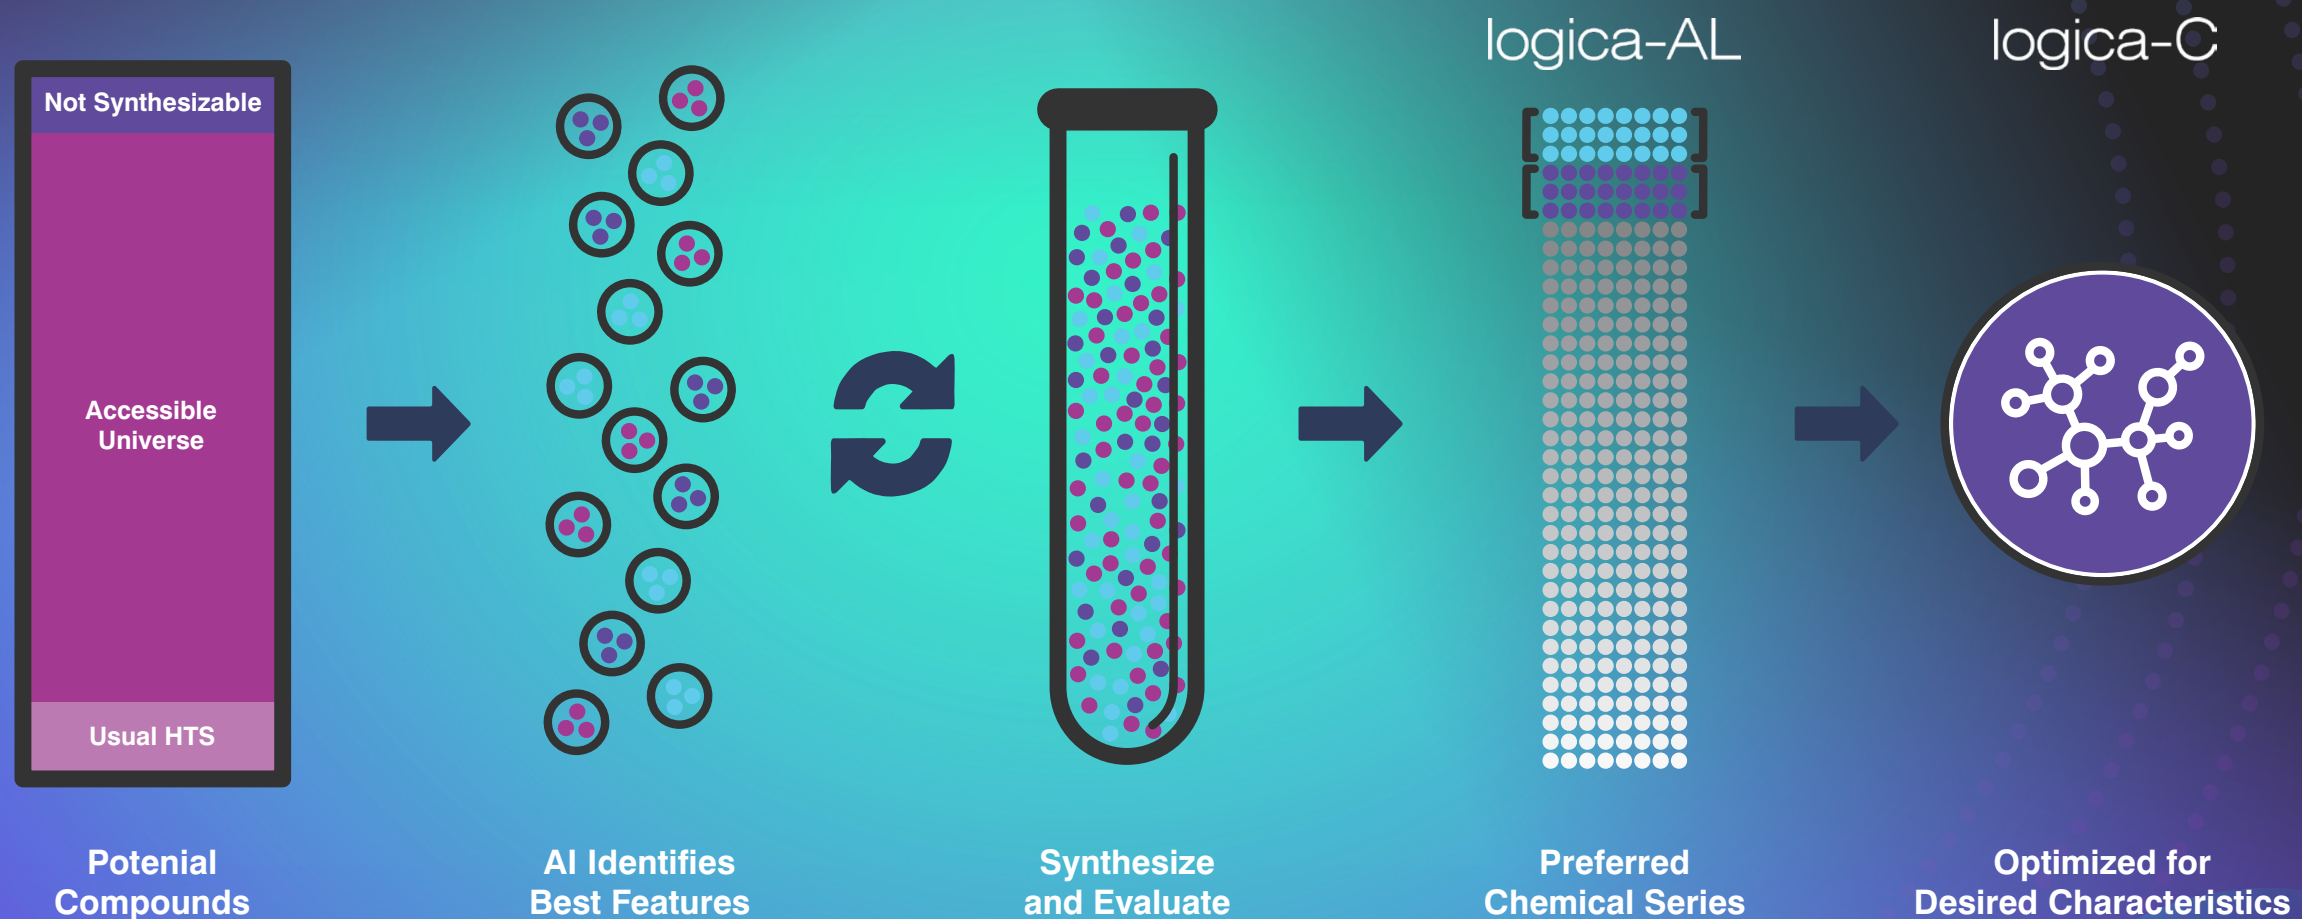 logica-AL
logica-C
Not Synthesizable
Accessible
Universe
Usual HTS
Potenial
Compounds
AI Identifies
Best Features
Synthesize
and Evaluate
Preferred
Chemical Series
Optimized for
Desired Characteristics